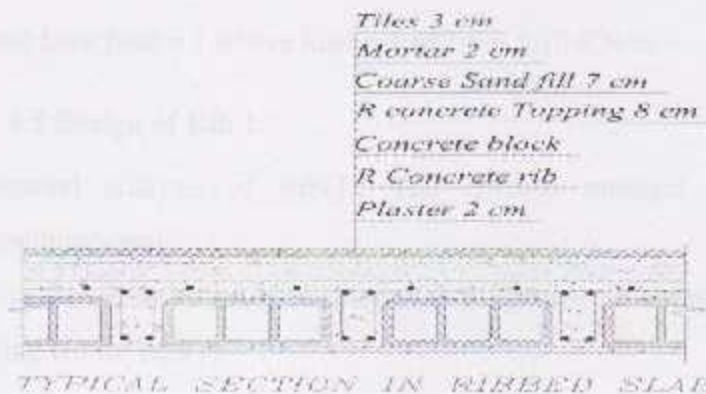 Tiles 3 cm
Mortar 2 cm
Coarse Sand fill 7 cm
R concrete Topping 8 cm
Concrete block
R Concrete rib
Plaster 2 cm
TYPICAL SECTION IN RIBBED SLAB